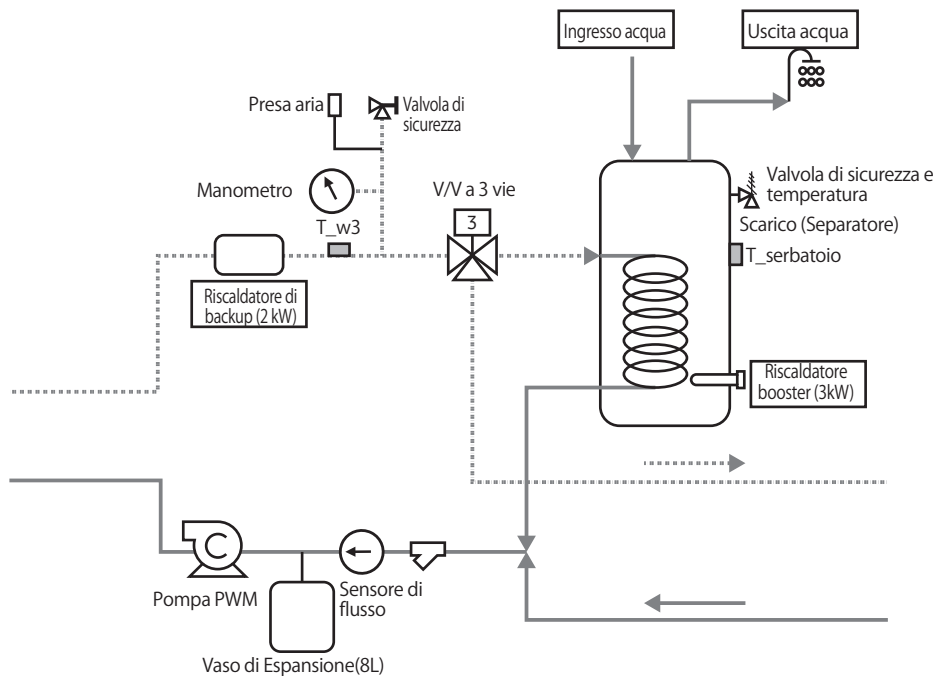 Ingresso acqua
Uscita acqua
Presa aria
Valvola di
sicurezza
Manometro
T_w3
V/V a 3 vie
3
Valvola di sicurezza e
temperatura
Scarico (Separatore)
T_serbatoio
Riscaldatore di
backup (2 kW)
Riscaldatore
booster (3kW)
C
Pompa PWM
Sensore di
flusso
Vaso di Espansione(8L)